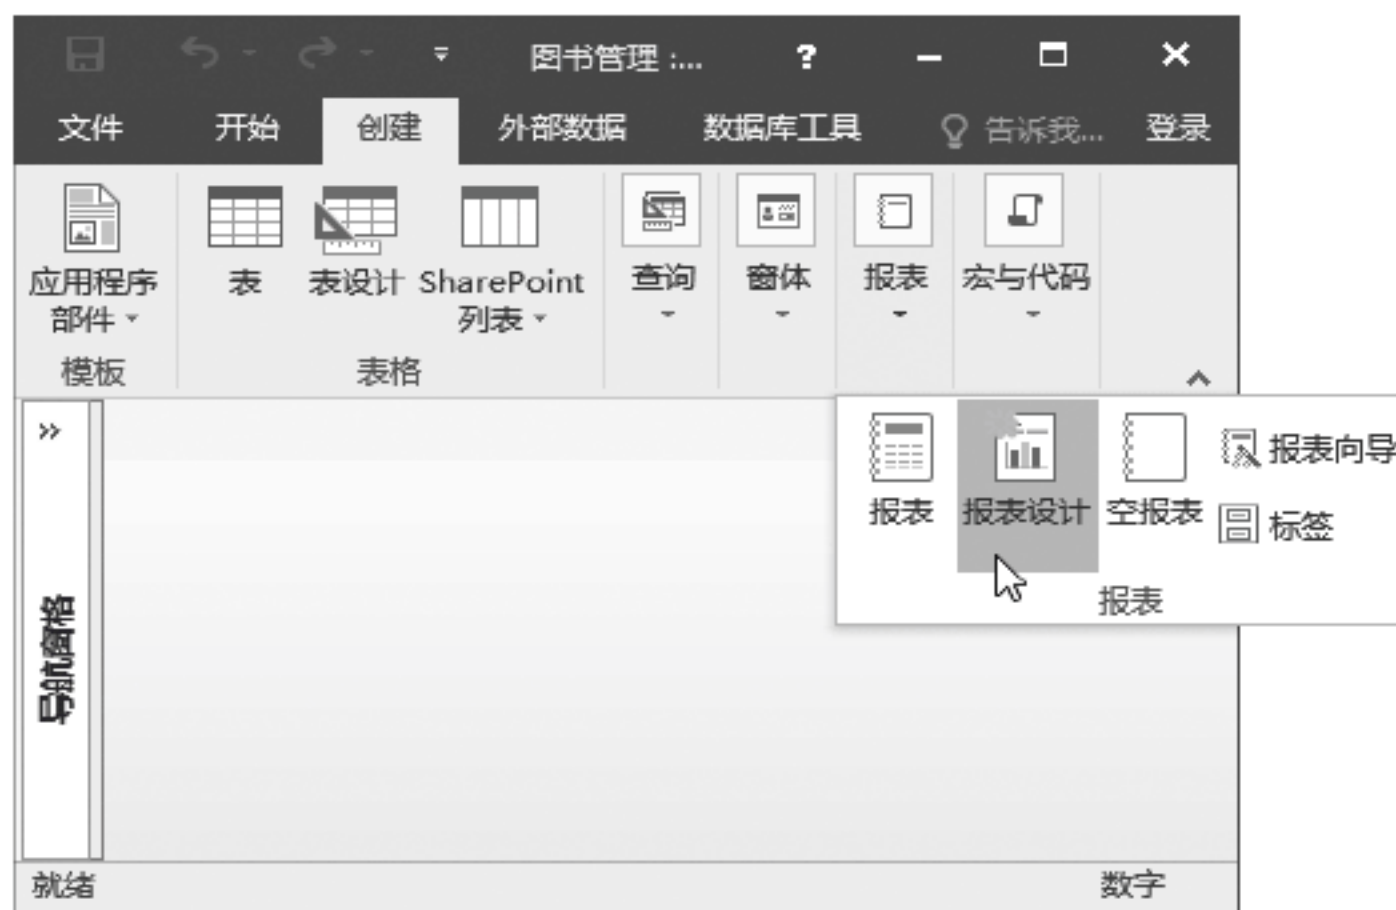 图书管理 :... ?
文件 开始 创建 外部数据 数据库工具 告诉我... 登录
应用程序
部件
表 表设计 SharePoint
列表
查询 窗体 报表 宏与代码
模板 表格
导航窗格
报表 报表设计 空报表 报表向导
标签
报表
就绪 数字